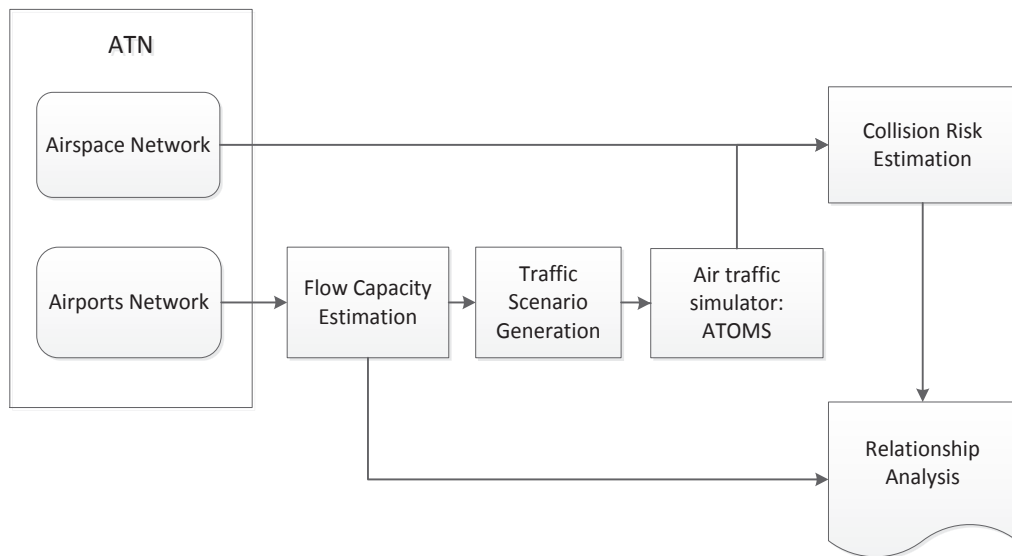 ATN
Airspace Network
Collision Risk
Estimation
Airports Network
Flow Capacity
Estimation
Traffic
Scenario
Generation
Air traffic
simulator:
ATOMS
Relationship
Analysis